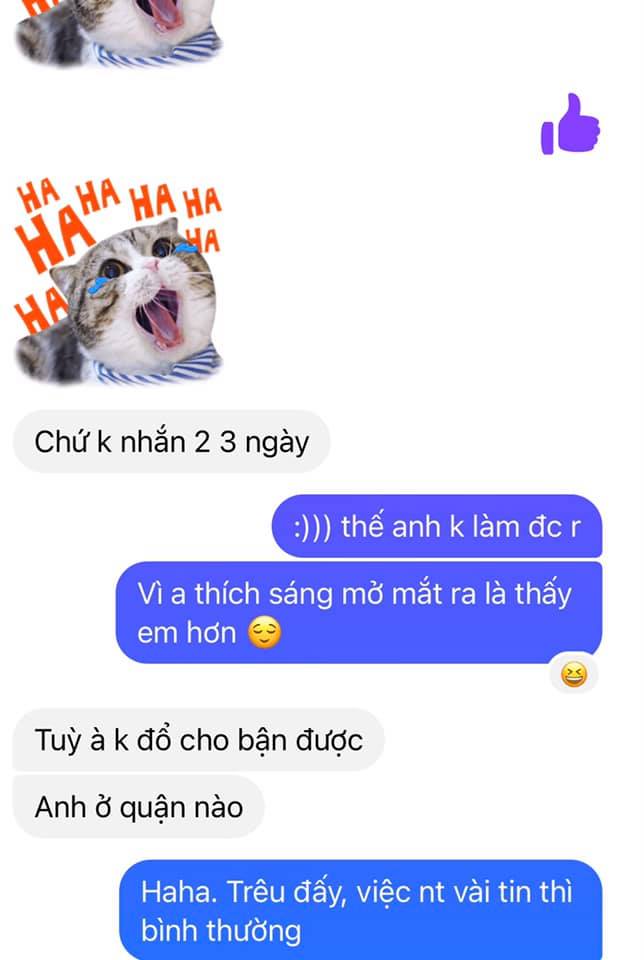 HA
HA
HA
HA
HA
HA
HA
Chứ k nhắn 2 3 ngày
:))) thế anh k làm đc r
Vì a thích sáng mở mắt ra là thấy
em hơn
Tuỳ à k đổ cho bận được
Anh ở quận nào
Haha. Trêu đấy, việc nt vài tin thì
bình thường